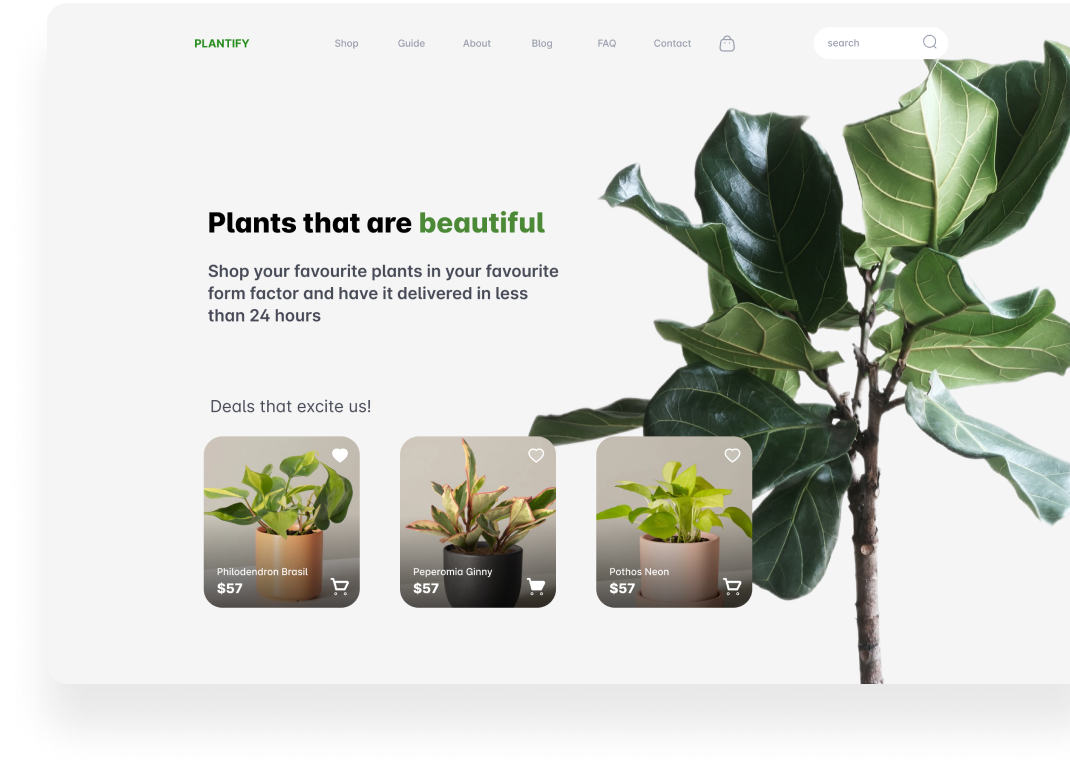 PLANTIFY Shop Guide About Blog FAQ Contact search
Plants that are beautiful
Shop your favourite plants in your favourite
form factor and have it delivered in less
than 24 hours
Deals that excite us!
Philodendron Brasil
$57
Peperomia Ginny
$57
Pothos Neon
$57